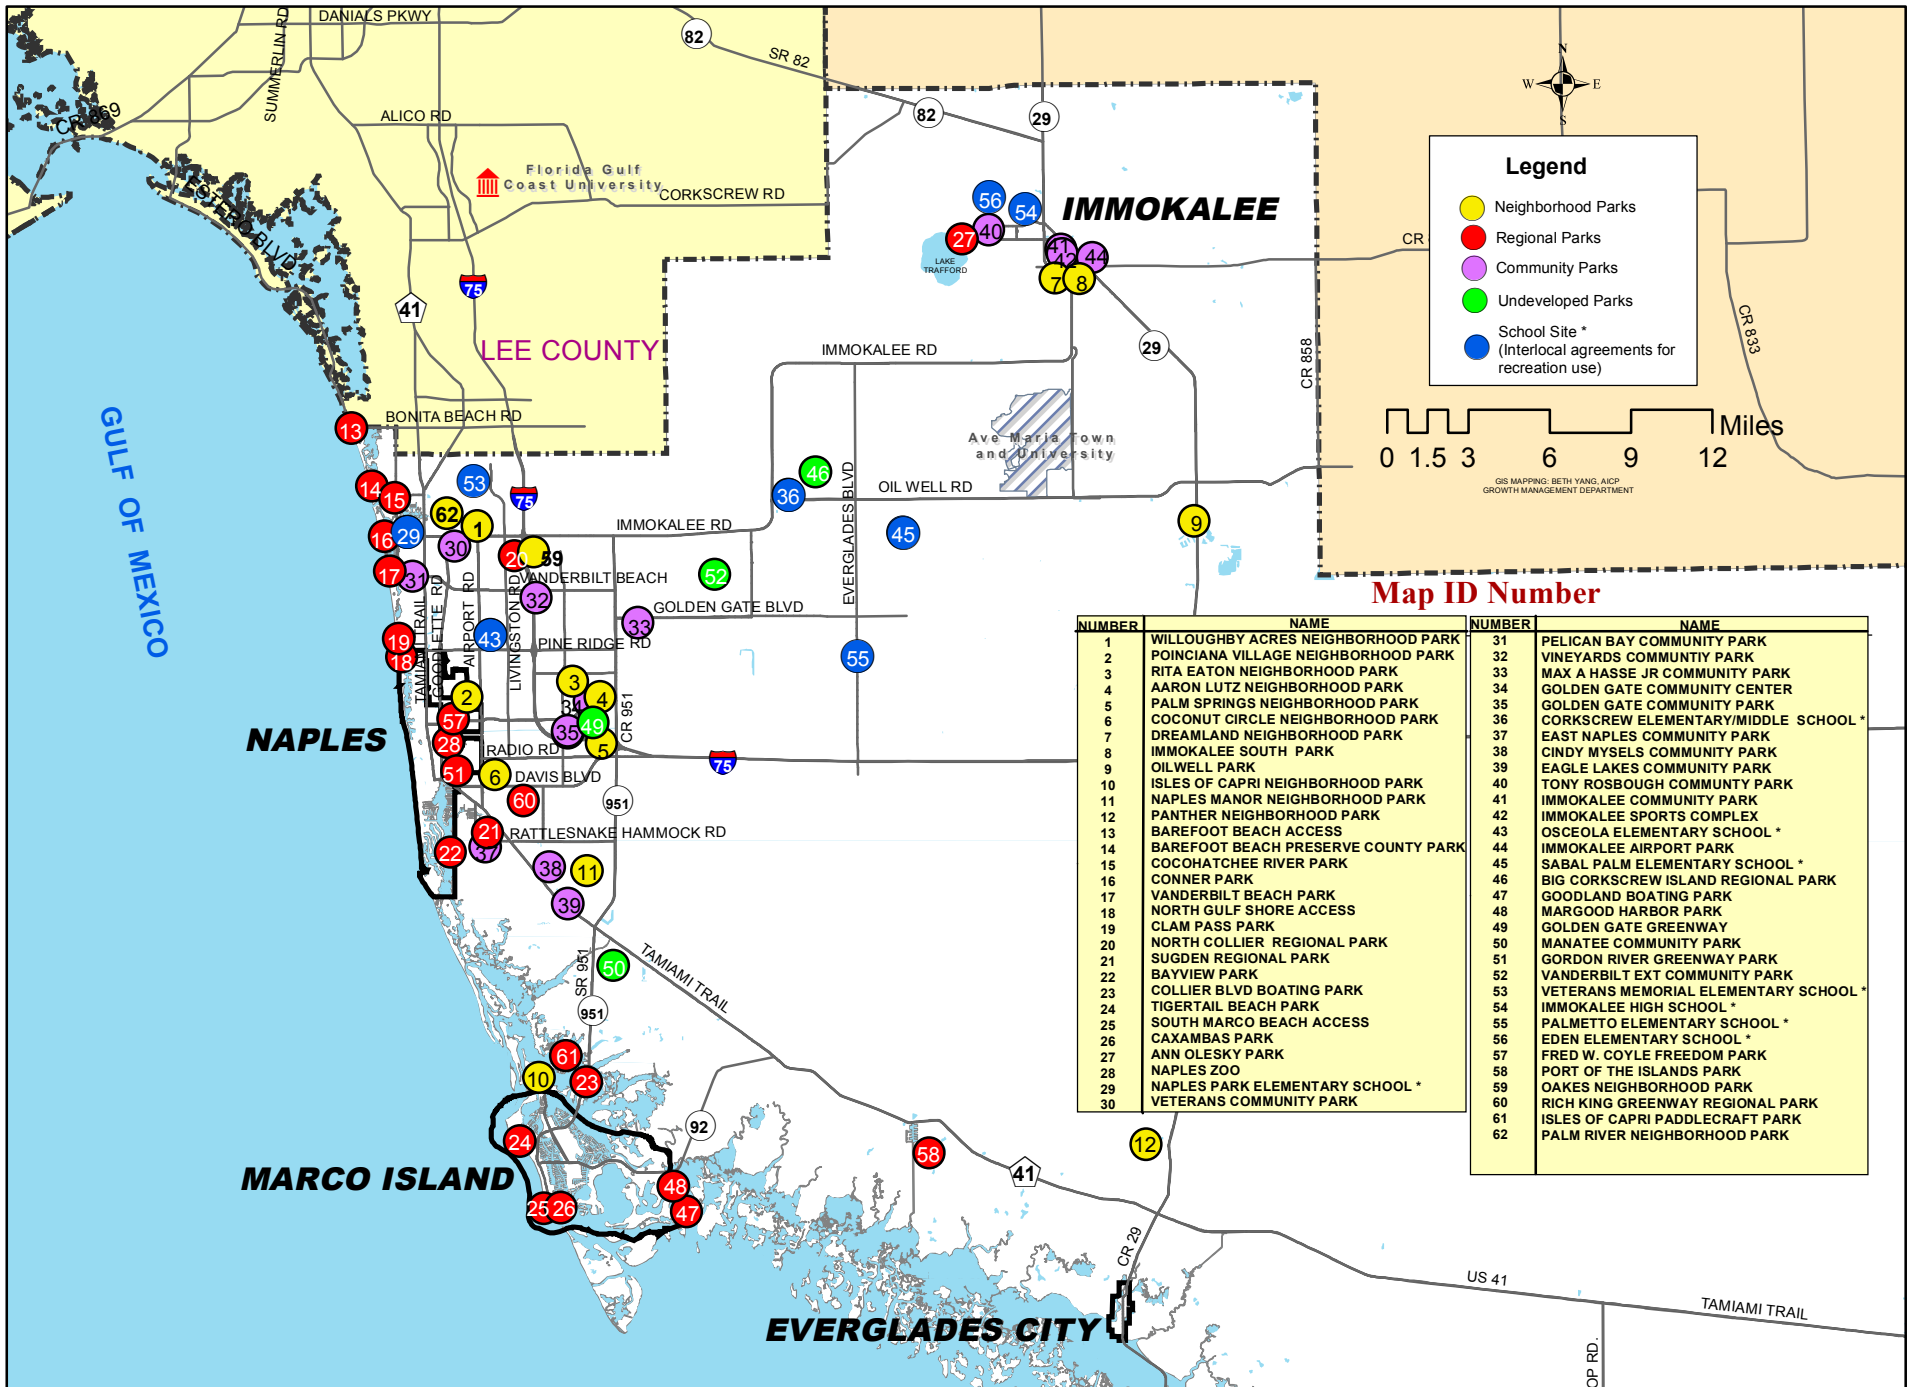 DANIALS PKWY
SUMMERLIN RD
82
SR 82
CR 869
ALICO RD
82
29
Florida Gulf
Coast University
CORKSCREW RD
ESTERO BLVD
41
75
LEE COUNTY
BONITA BEACH RD
GULF OF MEXICO
56
54
IMMOKALEE
40
27
LAKE
TRAFFORD
41
42
44
7
8
CR
IMMOKALEE RD
29
CR 858
CR 833
N
W
E
S
Legend
Neighborhood Parks
Regional Parks
Community Parks
Undeveloped Parks
School Site *
(Interlocal agreements for
recreation use)
Miles
0 1.5 3 6 9 12
GIS MAPPING: BETH YANG, AICP
GROWTH MANAGEMENT DEPARTMENT
Ave Maria Town
and University
13
14
15
53
75
46
36
OIL WELL RD
EVERGLADES BLVD
45
9
62
1
16
29
30
IMMOKALEE RD
20
59
17
31
VANDERBILT BEACH
52
32
GOLDEN GATE BLVD
33
TAMIAMI TRAIL
GOODLETTE RD
AIRPORT RD
LIVINGSTON RD
43
PINE RIDGE RD
55
19
18
3
4
34
2
57
49
35
CR 951
NAPLES
28
RADIO RD
5
75
51
6
DAVIS BLVD
60
951
21
RATTLESNAKE HAMMOCK RD
22
37
38
11
39
SR 951
50
TAMIAMI TRAIL
951
61
10
23
92
24
MARCO ISLAND
25
26
48
47
58
41
12
CR 29
US 41
TAMIAMI TRAIL
EVERGLADES CITY
OP RD.
Map ID Number
NUMBER NAME
1 WILLOUGHBY ACRES NEIGHBORHOOD PARK
2 POINCIANA VILLAGE NEIGHBORHOOD PARK
3 RITA EATON NEIGHBORHOOD PARK
4 AARON LUTZ NEIGHBORHOOD PARK
5 PALM SPRINGS NEIGHBORHOOD PARK
6 COCONUT CIRCLE NEIGHBORHOOD PARK
7 DREAMLAND NEIGHBORHOOD PARK
8 IMMOKALEE SOUTH PARK
9 OILWELL PARK
10 ISLES OF CAPRI NEIGHBORHOOD PARK
11 NAPLES MANOR NEIGHBORHOOD PARK
12 PANTHER NEIGHBORHOOD PARK
13 BAREFOOT BEACH ACCESS
14 BAREFOOT BEACH PRESERVE COUNTY PARK
15 COCOHATCHEE RIVER PARK
16 CONNER PARK
17 VANDERBILT BEACH PARK
18 NORTH GULF SHORE ACCESS
19 CLAM PASS PARK
20 NORTH COLLIER REGIONAL PARK
21 SUGDEN REGIONAL PARK
22 BAYVIEW PARK
23 COLLIER BLVD BOATING PARK
24 TIGERTAIL BEACH PARK
25 SOUTH MARCO BEACH ACCESS
26 CAXAMBAS PARK
27 ANN OLESKY PARK
28 NAPLES ZOO
29 NAPLES PARK ELEMENTARY SCHOOL *
30 VETERANS COMMUNITY PARK
NUMBER NAME
31 PELICAN BAY COMMUNITY PARK
32 VINEYARDS COMMUNTIY PARK
33 MAX A HASSE JR COMMUNITY PARK
34 GOLDEN GATE COMMUNITY CENTER
35 GOLDEN GATE COMMUNITY PARK
36 CORKSCREW ELEMENTARY/MIDDLE SCHOOL *
37 EAST NAPLES COMMUNITY PARK
38 CINDY MYSELS COMMUNITY PARK
39 EAGLE LAKES COMMUNITY PARK
40 TONY ROSBOUGH COMMUNTY PARK
41 IMMOKALEE COMMUNITY PARK
42 IMMOKALEE SPORTS COMPLEX
43 OSCEOLA ELEMENTARY SCHOOL *
44 IMMOKALEE AIRPORT PARK
45 SABAL PALM ELEMENTARY SCHOOL *
46 BIG CORKSCREW ISLAND REGIONAL PARK
47 GOODLAND BOATING PARK
48 MARGOOD HARBOR PARK
49 GOLDEN GATE GREENWAY
50 MANATEE COMMUNITY PARK
51 GORDON RIVER GREENWAY PARK
52 VANDERBILT EXT COMMUNITY PARK
53 VETERANS MEMORIAL ELEMENTARY SCHOOL *
54 IMMOKALEE HIGH SCHOOL *
55 PALMETTO ELEMENTARY SCHOOL *
56 EDEN ELEMENTARY SCHOOL *
57 FRED W. COYLE FREEDOM PARK
58 PORT OF THE ISLANDS PARK
59 OAKES NEIGHBORHOOD PARK
60 RICH KING GREENWAY REGIONAL PARK
61 ISLES OF CAPRI PADDLECRAFT PARK
62 PALM RIVER NEIGHBORHOOD PARK